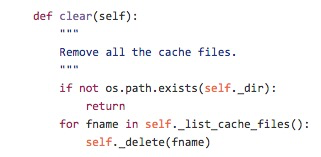 def clear(self):
    """
    Remove all the cache files.
    """
    if not os.path.exists(self._dir):
        return
    for fname in self._list_cache_files():
        self._delete(fname)